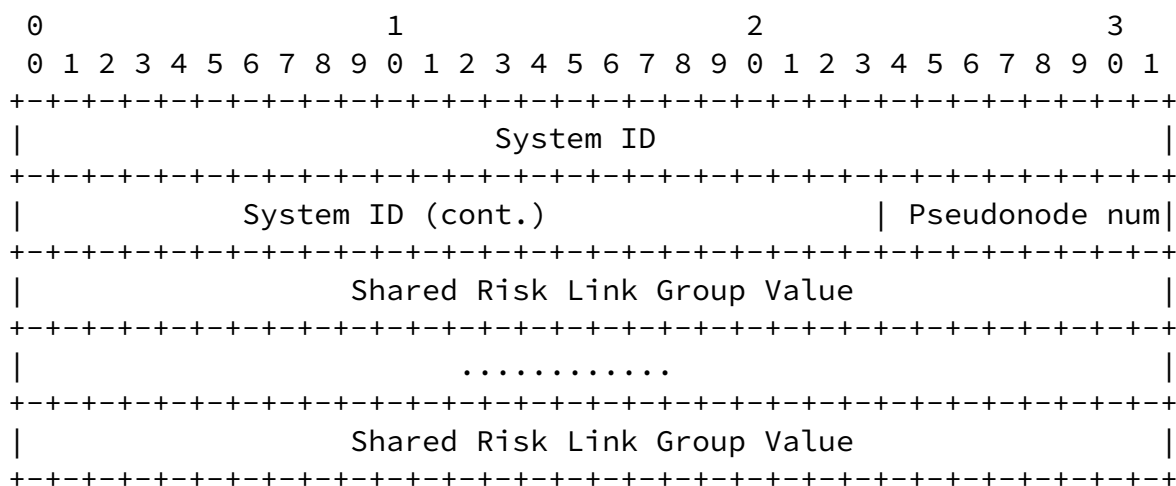 0                   1                   2                   3
 0 1 2 3 4 5 6 7 8 9 0 1 2 3 4 5 6 7 8 9 0 1 2 3 4 5 6 7 8 9 0 1
+-+-+-+-+-+-+-+-+-+-+-+-+-+-+-+-+-+-+-+-+-+-+-+-+-+-+-+-+-+-+-+-+
|                          System ID                            |
+-+-+-+-+-+-+-+-+-+-+-+-+-+-+-+-+-+-+-+-+-+-+-+-+-+-+-+-+-+-+-+-+
|            System ID (cont.)                  | Pseudonode num|
+-+-+-+-+-+-+-+-+-+-+-+-+-+-+-+-+-+-+-+-+-+-+-+-+-+-+-+-+-+-+-+-+
|                  Shared Risk Link Group Value                 |
+-+-+-+-+-+-+-+-+-+-+-+-+-+-+-+-+-+-+-+-+-+-+-+-+-+-+-+-+-+-+-+-+
|                        ............                           |
+-+-+-+-+-+-+-+-+-+-+-+-+-+-+-+-+-+-+-+-+-+-+-+-+-+-+-+-+-+-+-+-+
|                  Shared Risk Link Group Value                 |
+-+-+-+-+-+-+-+-+-+-+-+-+-+-+-+-+-+-+-+-+-+-+-+-+-+-+-+-+-+-+-+-+